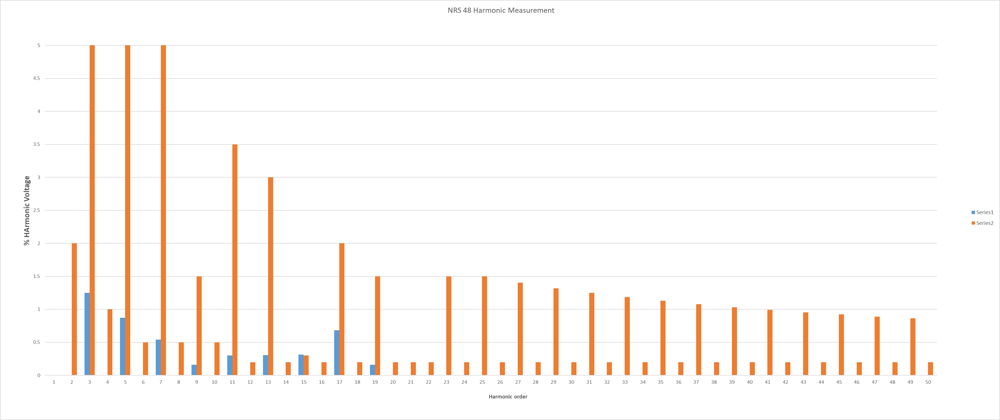 NRS 48 Harmonic Measurement
% HArmonic Voltage
5
4.5
4
3.5
3
2.5
2
1.5
1
0.5
0
1 2 3 4 5 6 7 8 9 10 11 12 13 14 15 16 17 18 19 20 21 22 23 24 25 26 27 28 29 30 31 32 33 34 35 36 37 38 39 40 41 42 43 44 45 46 47 48 49 50
Harmonic order
Series1
Series2